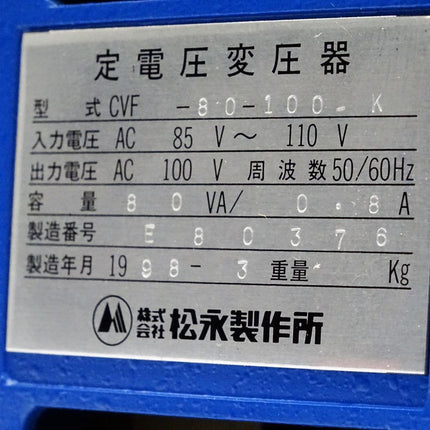 定電圧変圧器
型式 CVF -80-100-K
入力電圧 AC 85 V～ 110 V
出力電圧 AC 100 V 周波数 50/60Hz
容量 80 VA/ 0.8 A
製造番号 E80376
製造年月 1998-3 重量 Kg
株式会社 松永製作所